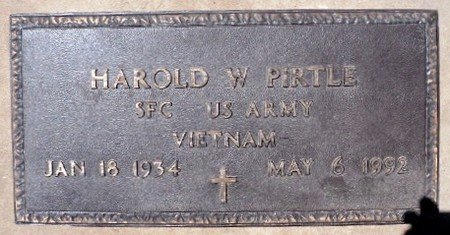 HAROLD W PIRTLE
SFC US ARMY
VIETNAM
JAN 18 1934 MAY 6 1992